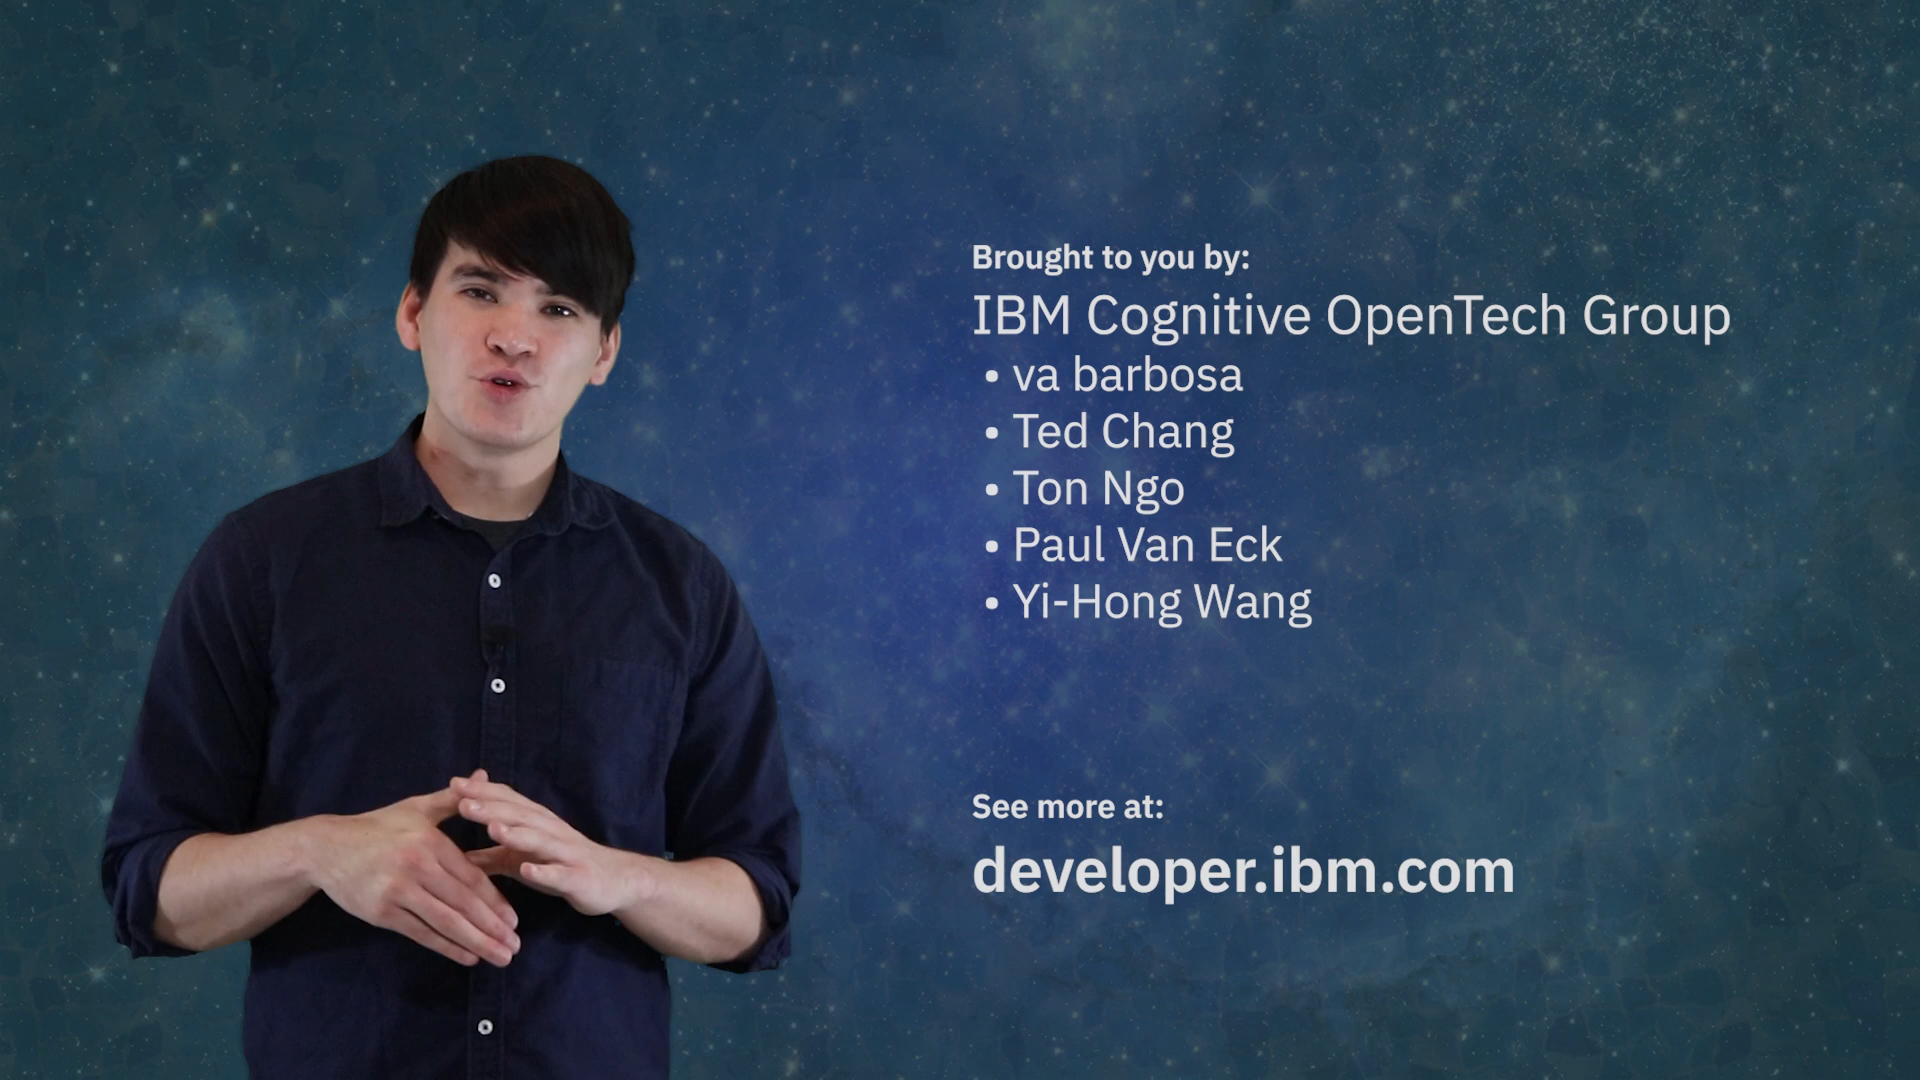 Brought to you by:
IBM Cognitive OpenTech Group
• va barbosa
• Ted Chang
• Ton Ngo
• Paul Van Eck
• Yi-Hong Wang
See more at:
developer.ibm.com